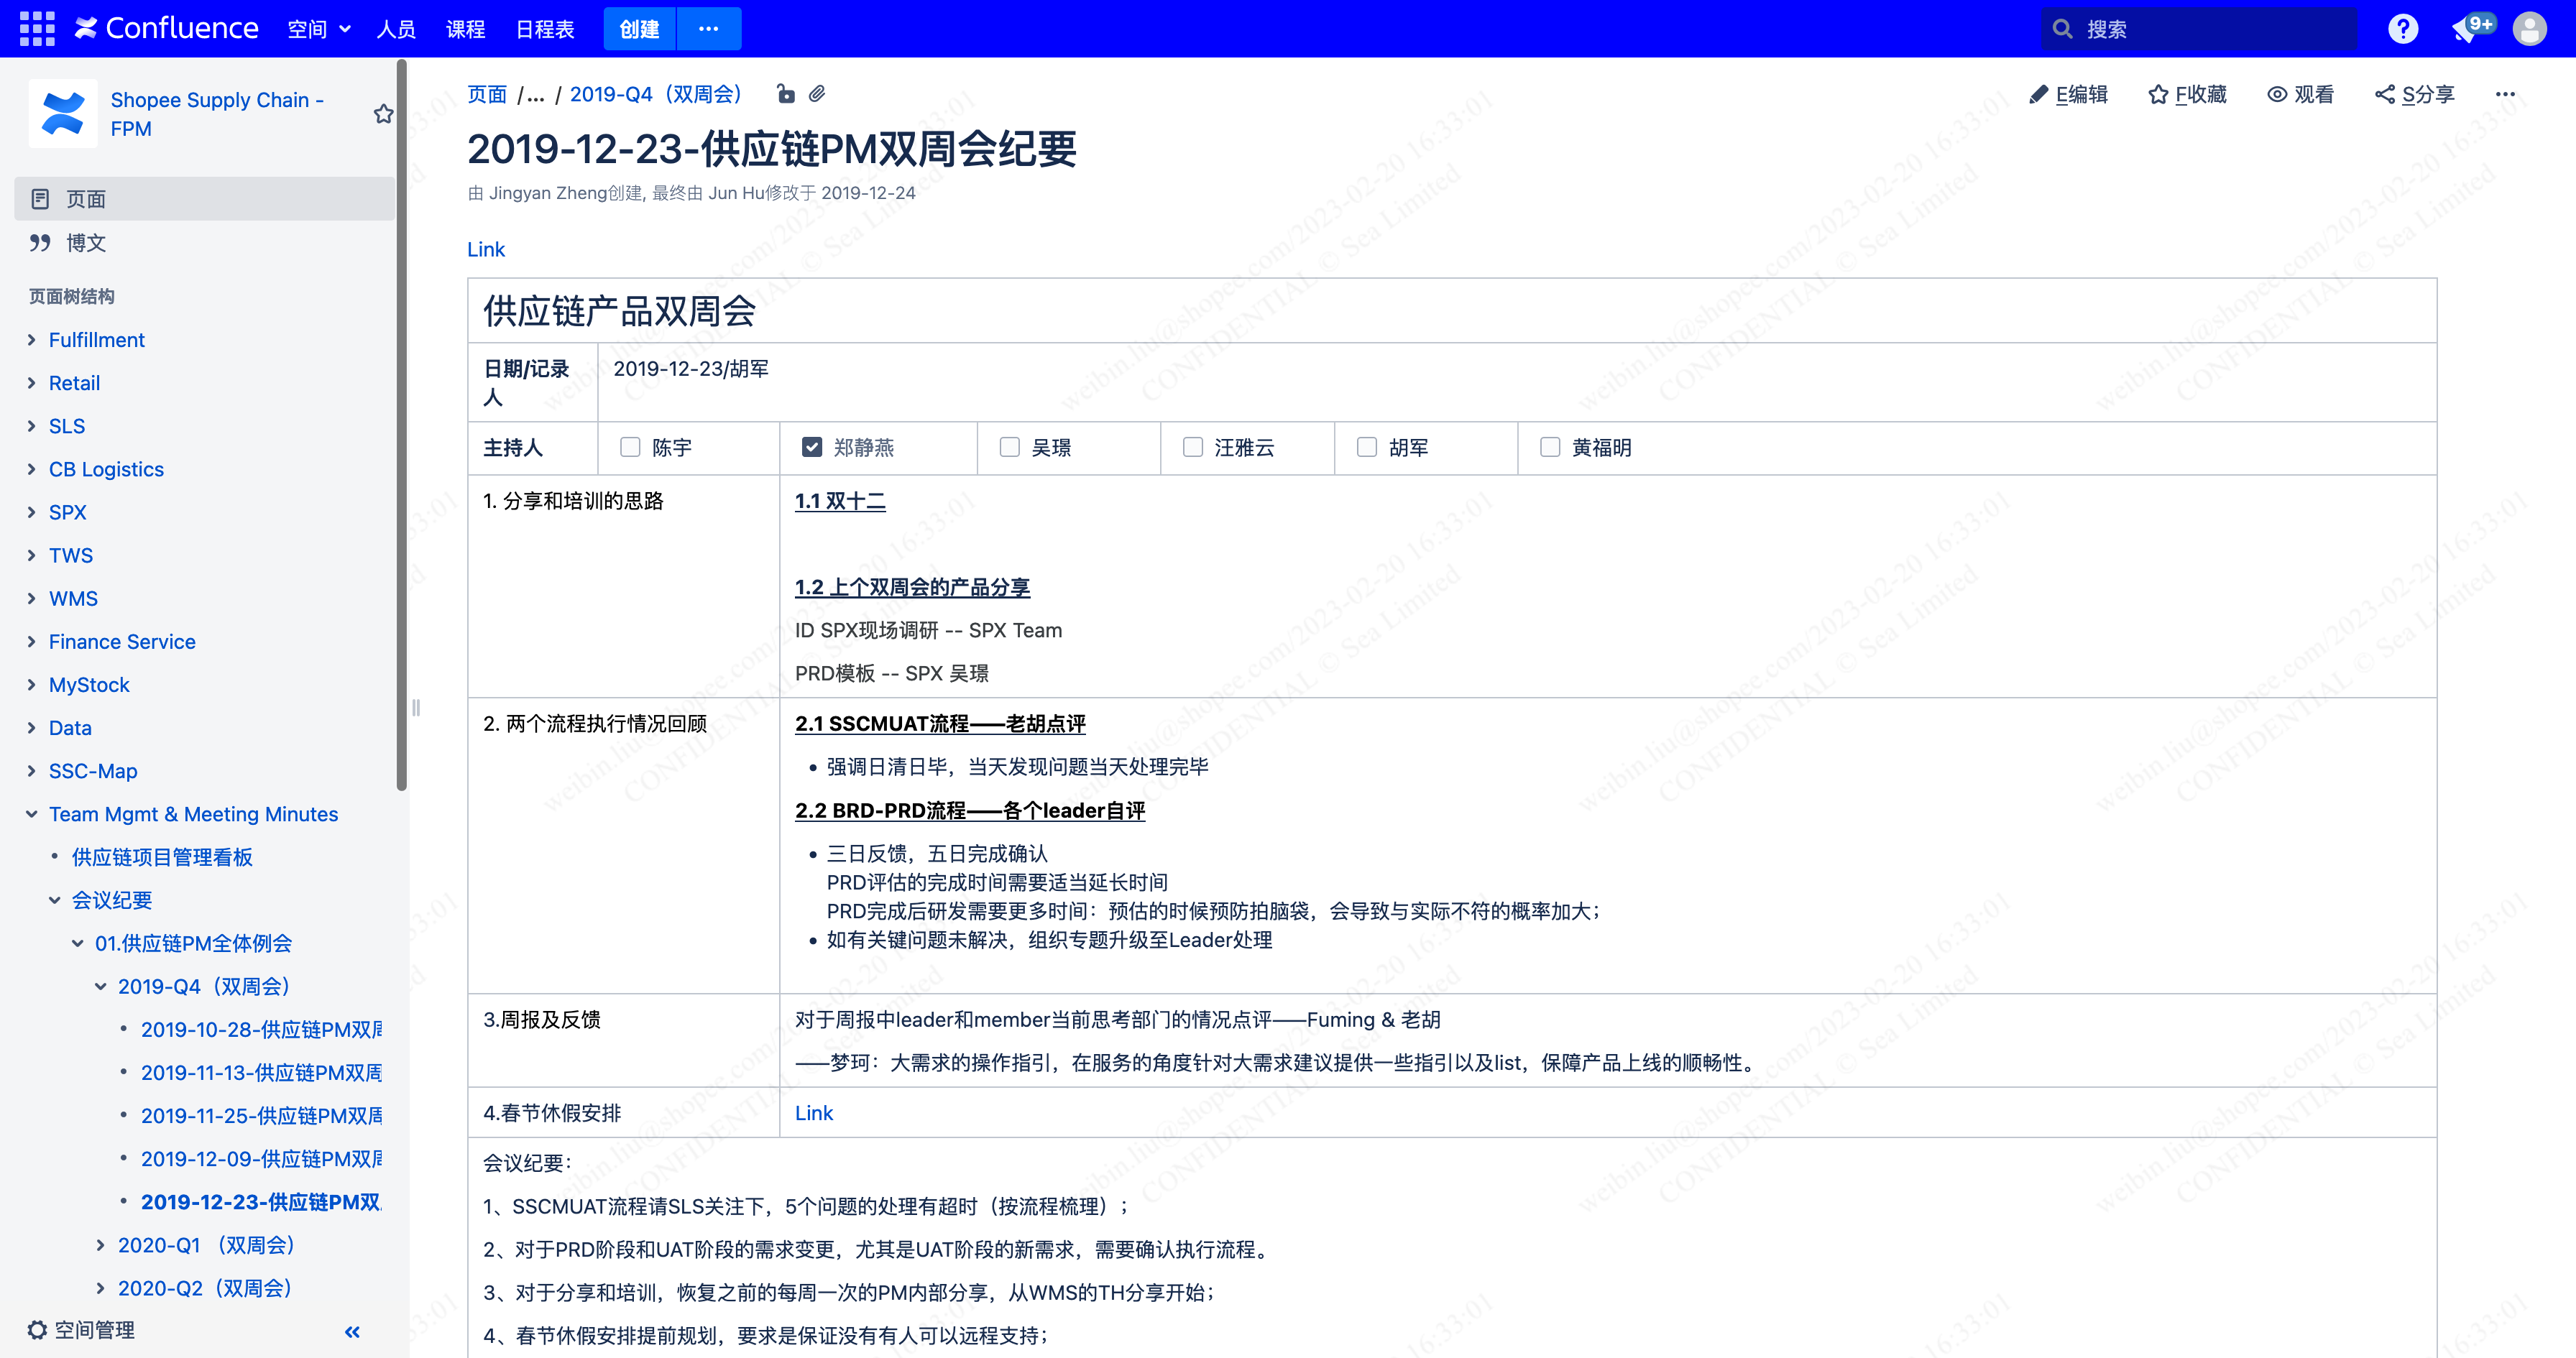 Confluence 空间 人员 课程 日程表 创建 ··· 搜索 9+
Shopee Supply Chain -
FPM
页面
博文
页面树结构
Fulfillment
Retail
SLS
CB Logistics
SPX
TWS
WMS
Finance Service
MyStock
Data
SSC-Map
Team Mgmt & Meeting Minutes
供应链项目管理看板
会议纪要
01.供应链PM全体例会
2019-Q4（双周会）
2019-10-28-供应链PM双周
2019-11-13-供应链PM双周
2019-11-25-供应链PM双周
2019-12-09-供应链PM双周
2019-12-23-供应链PM双
2020-Q1 （双周会）
2020-Q2（双周会）
空间管理
页面 /... / 2019-Q4（双周会）
E编辑 F收藏 观看 S分享 ···
2019-12-23-供应链PM双周会纪要
由 Jingyan Zheng创建, 最终由 Jun Hu修改于 2019-12-24
Link
供应链产品双周会
日期/记录
人
2019-12-23/胡军
主持人 陈宇 郑静燕 吴璟 汪雅云 胡军 黄福明
1. 分享和培训的思路
1.1 双十二
1.2 上个双周会的产品分享
ID SPX现场调研 -- SPX Team
PRD模板 -- SPX 吴璟
2. 两个流程执行情况回顾
2.1 SSCMUAT流程——老胡点评
• 强调日清日毕，当天发现问题当天处理完毕
2.2 BRD-PRD流程——各个leader自评
• 三日反馈，五日完成确认
PRD评估的完成时间需要适当延长时间
PRD完成后研发需要更多时间：预估的时候预防拍脑袋，会导致与实际不符的概率加大；
• 如有关键问题未解决，组织专题升级至Leader处理
3.周报及反馈
对于周报中leader和member当前思考部门的情况点评——Fuming & 老胡
——梦珂：大需求的操作指引，在服务的角度针对大需求建议提供一些指引以及list，保障产品上线的顺畅性。
4.春节休假安排
Link
会议纪要：
1、SSCMUAT流程请SLS关注下，5个问题的处理有超时（按流程梳理）；
2、对于PRD阶段和UAT阶段的需求变更，尤其是UAT阶段的新需求，需要确认执行流程。
3、对于分享和培训，恢复之前的每周一次的PM内部分享，从WMS的TH分享开始；
4、春节休假安排提前规划，要求是保证没有有人可以远程支持；
weibin.liu@shopee.com/2023-02-20 16:33:01
CONFIDENTIAL © Sea Limited